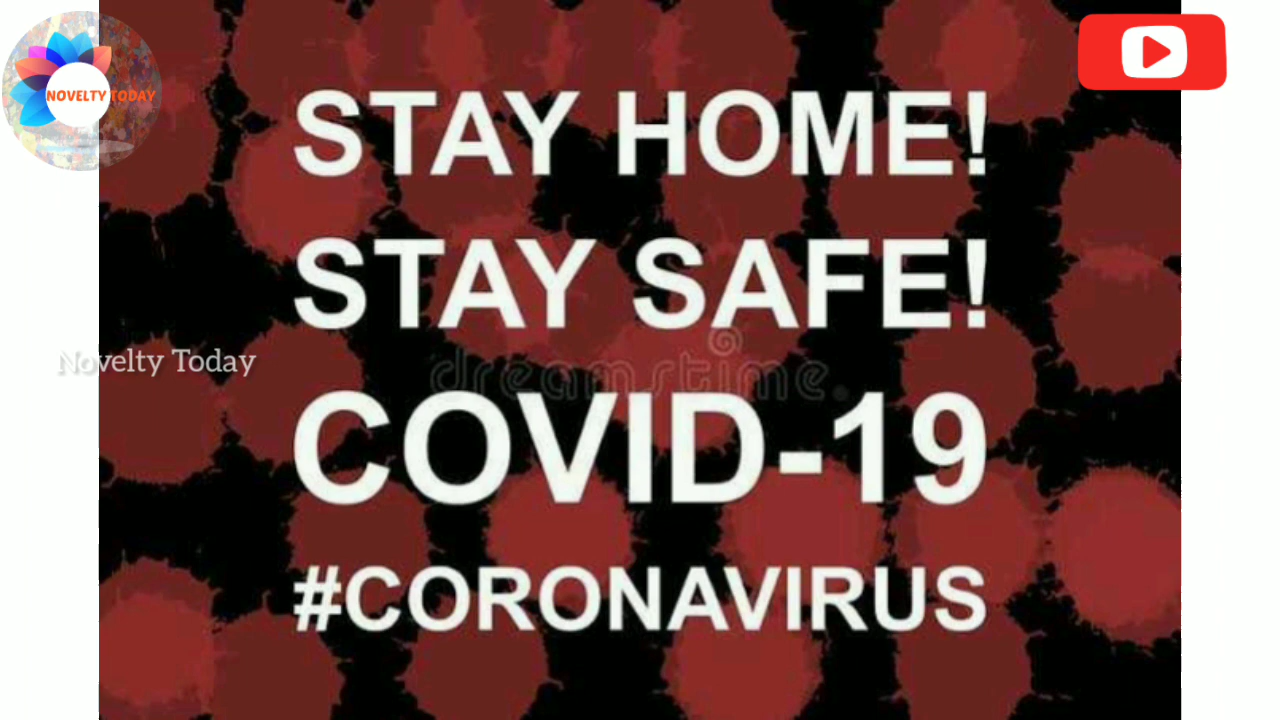 NOVELTY TODAY
STAY HOME!
STAY SAFE!
Novelty Today
dreamstime.
COVID-19
#CORONAVIRUS